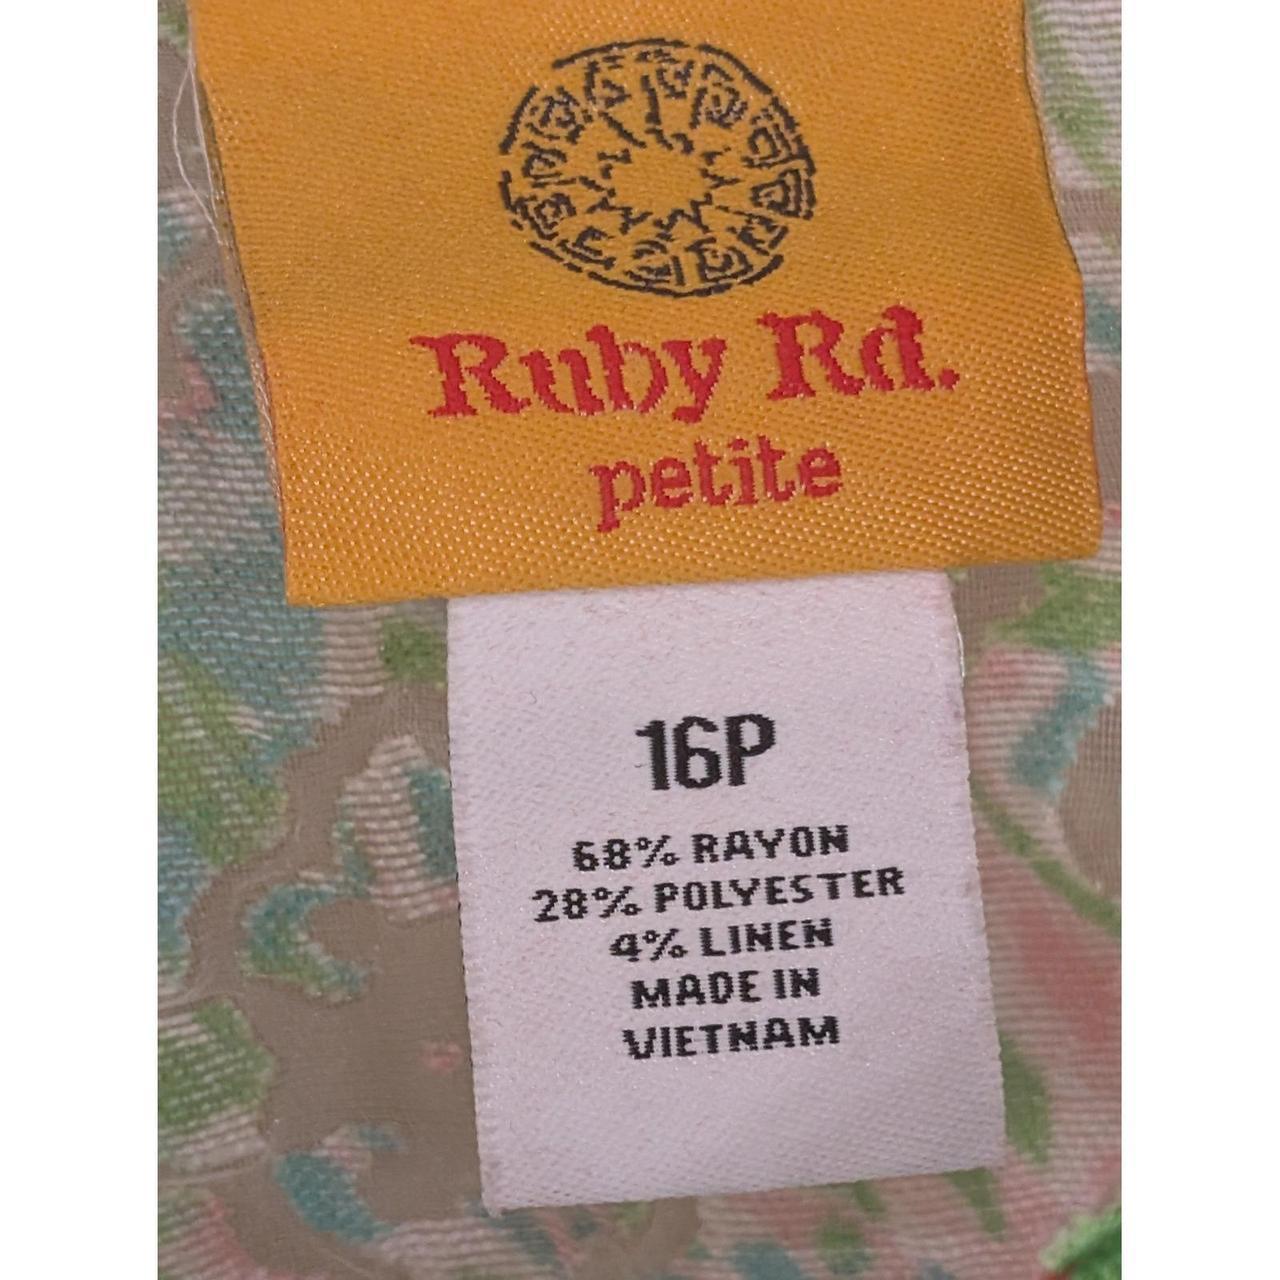 Ruby Rd.
petite
16P
68% RAYON
28% POLYESTER
4% LINEN
MADE IN
VIETNAM